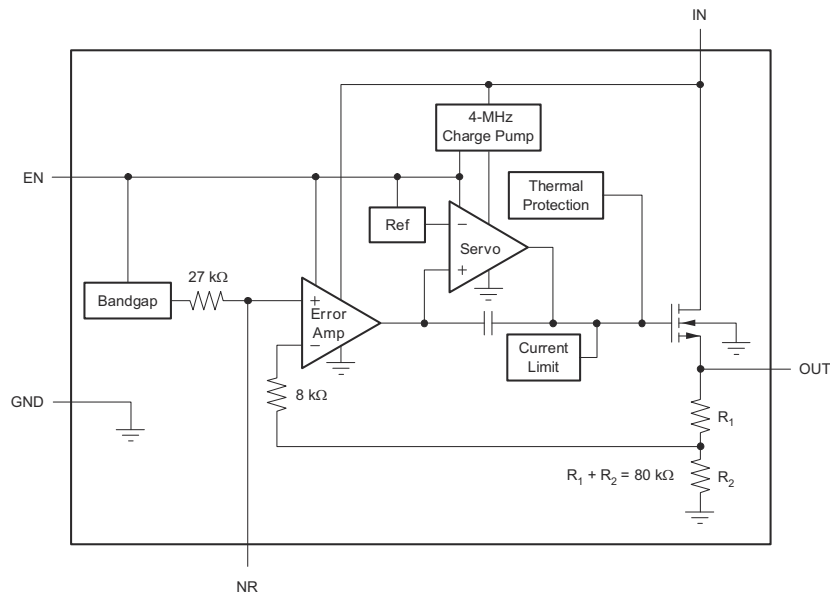 IN
4-MHz
Charge Pump
EN
Thermal
Protection
Ref
−
Servo
+
27 kΩ
Bandgap
+
Error
Amp
−
Current
Limit
OUT
8 kΩ
GND
R1
R1 + R2 = 80 kΩ
R2
NR